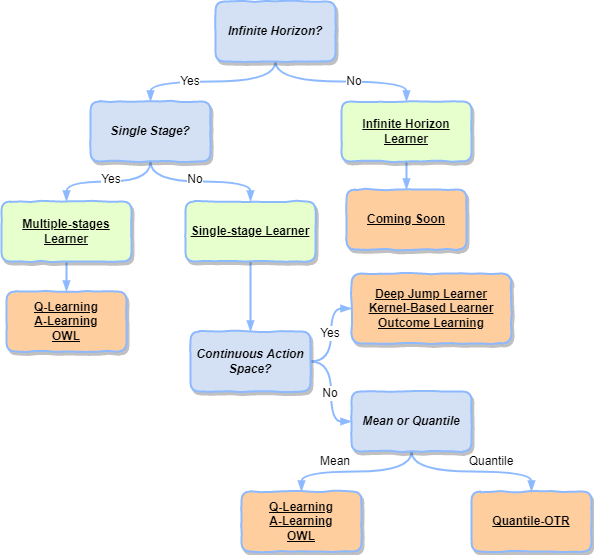 Infinite Horizon?
Yes
No
Single Stage?
Infinite Horizon
Learner
Yes
No
Multiple-stages
Learner
Single-stage Learner
Coming Soon
Q-Learning
A-Learning
OWL
Deep Jump Learner
Kernel-Based Learner
Outcome Learning
Continuous Action
Space?
Yes
No
Mean or Quantile
Mean
Quantile
Q-Learning
A-Learning
OWL
Quantile-OTR